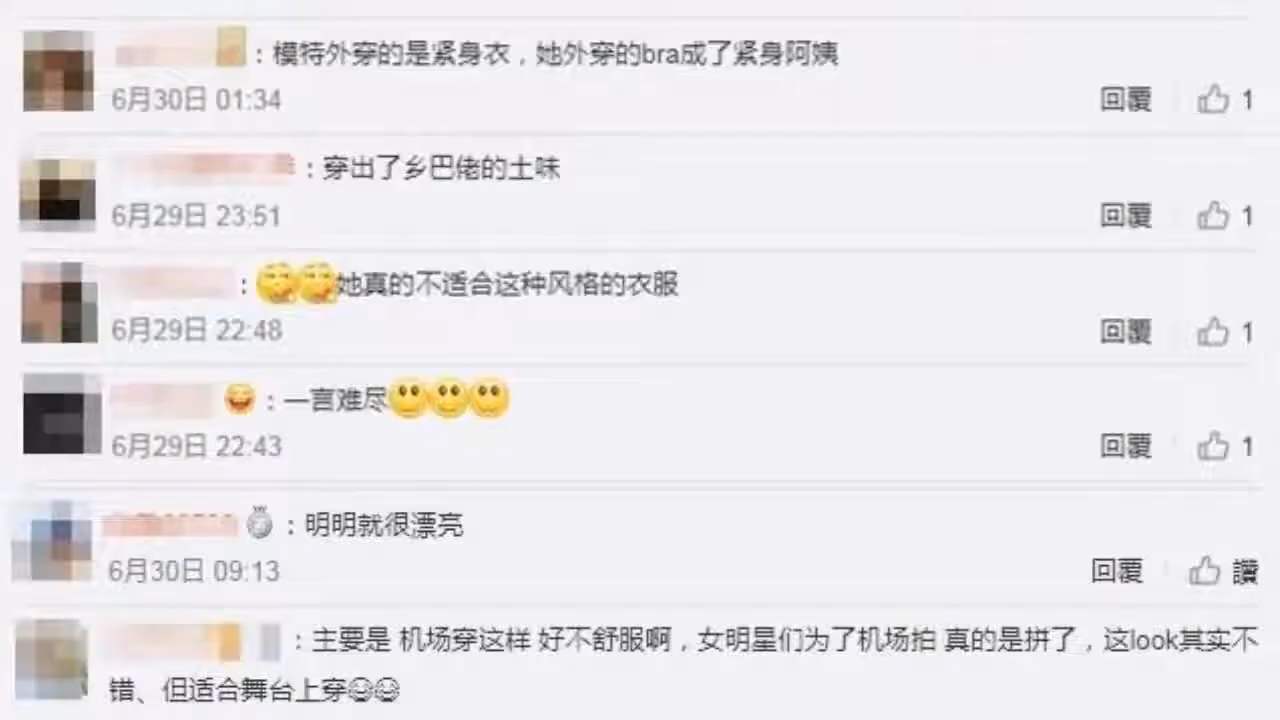 ：模特外穿的是紧身衣，她外穿的bra成了紧身阿姨
6月30日 01:34 回覆 1
：穿出了乡巴佬的土味
6月29日 23:51 回覆 1
：她真的不适合这种风格的衣服
6月29日 22:48 回覆 1
：一言难尽
6月29日 22:43 回覆 1
：明明就很漂亮
6月30日 09:13 回覆 讚
：主要是 机场穿这样 好不舒服啊，女明星们为了机场拍 真的是拼了，这look其实不
错、但适合舞台上穿